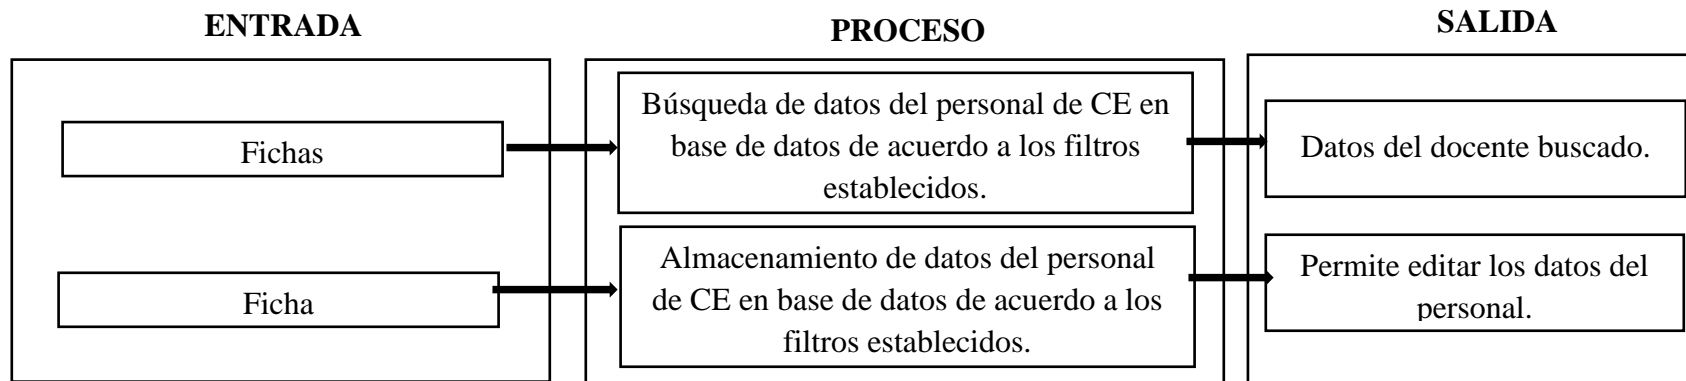 ENTRADA
PROCESO
SALIDA
Fichas
Búsqueda de datos del personal de CE en
base de datos de acuerdo a los filtros
establecidos.
Datos del docente buscado.
Ficha
Almacenamiento de datos del personal
de CE en base de datos de acuerdo a los
filtros establecidos.
Permite editar los datos del
personal.